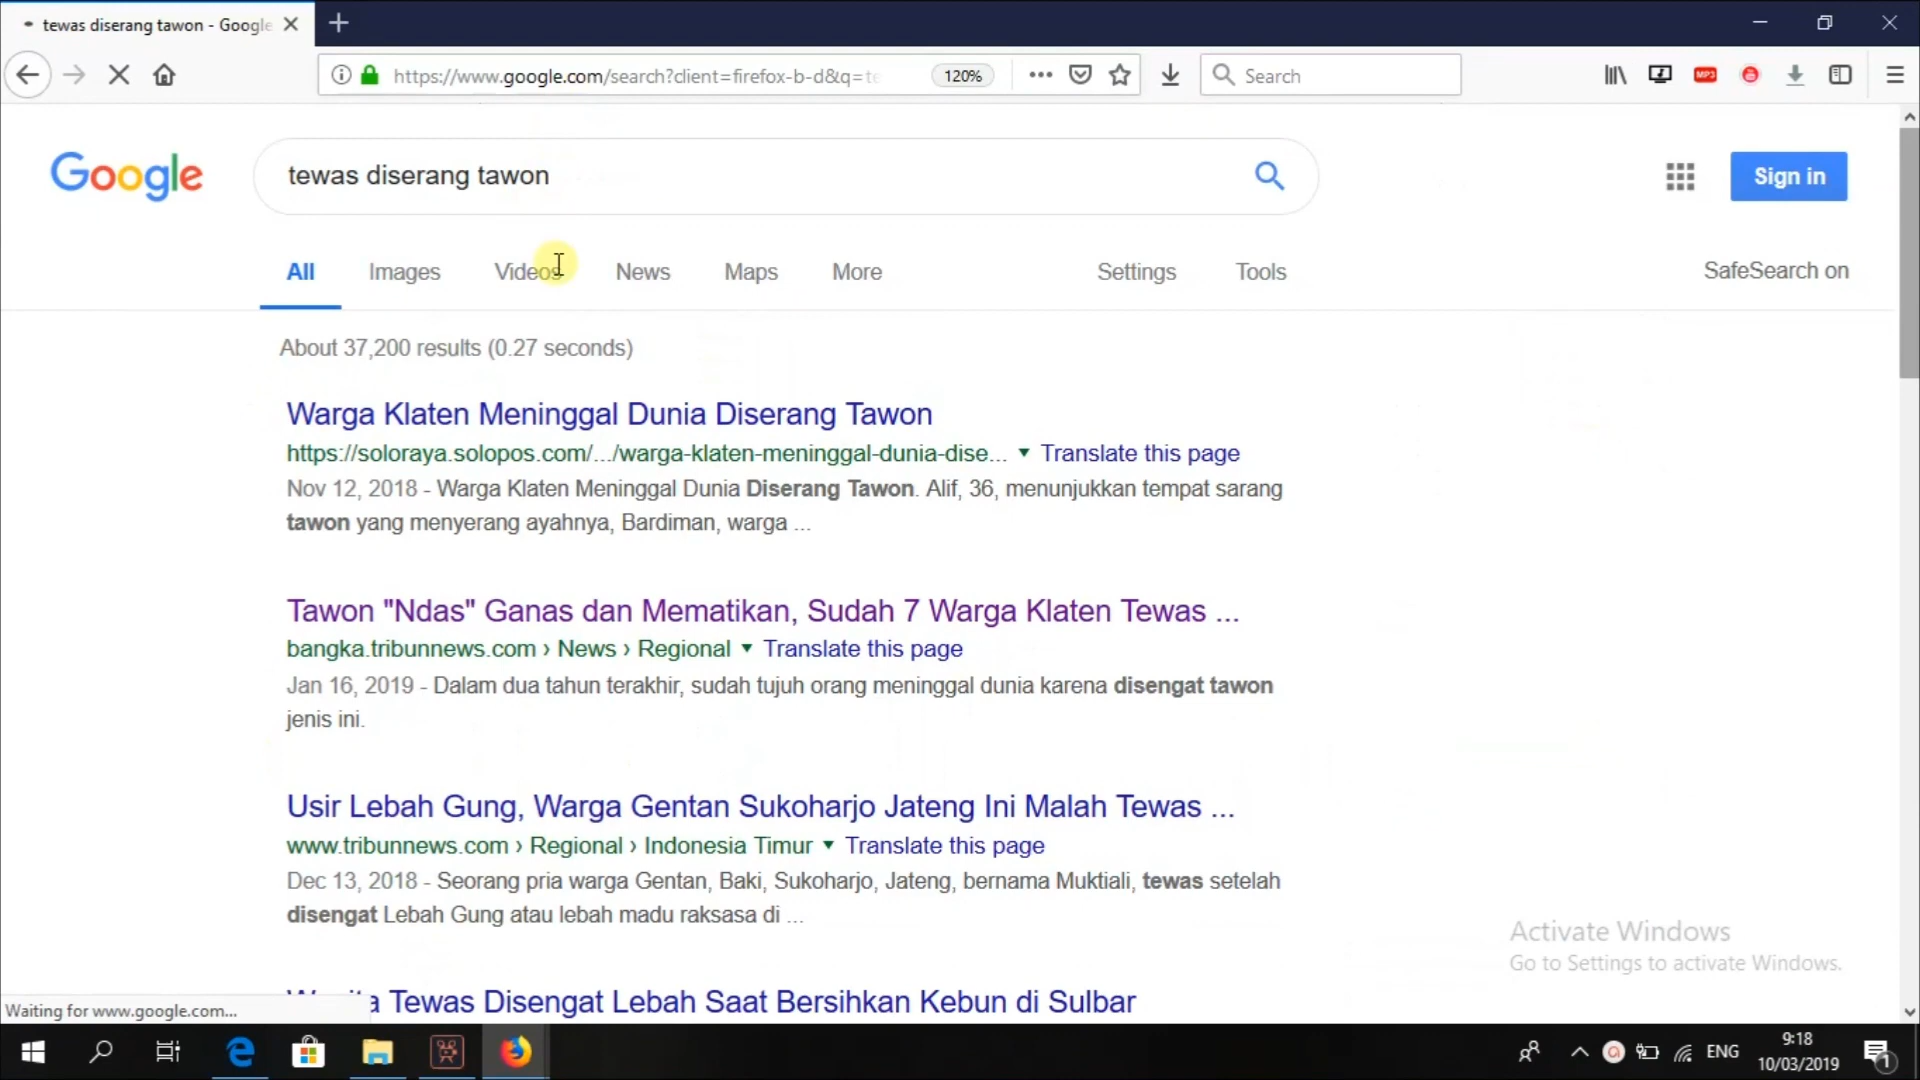 tewas diserang tawon - Google
https://www.google.com/search?client=firefox-b-d&q=te
120%
Search
MP3
Google
tewas diserang tawon
Sign in
All
Images
Videos
News
Maps
More
Settings
Tools
SafeSearch on
About 37,200 results (0.27 seconds)
Warga Klaten Meninggal Dunia Diserang Tawon
https://soloraya.solopos.com/.../warga-klaten-meninggal-dunia-dise... ▼ Translate this page
Nov 12, 2018 - Warga Klaten Meninggal Dunia Diserang Tawon. Alif, 36, menunjukkan tempat sarang
tawon yang menyerang ayahnya, Bardiman, warga ...
Tawon "Ndas" Ganas dan Mematikan, Sudah 7 Warga Klaten Tewas ...
bangka.tribunnews.com › News › Regional ▼ Translate this page
Jan 16, 2019 - Dalam dua tahun terakhir, sudah tujuh orang meninggal dunia karena disengat tawon
jenis ini.
Usir Lebah Gung, Warga Gentan Sukoharjo Jateng Ini Malah Tewas ...
www.tribunnews.com › Regional › Indonesia Timur ▼ Translate this page
Dec 13, 2018 - Seorang pria warga Gentan, Baki, Sukoharjo, Jateng, bernama Muktiali, tewas setelah
disengat Lebah Gung atau lebah madu raksasa di ...
Activate Windows
Go to Settings to activate Windows.
Tewas Disengat Lebah Saat Bersihkan Kebun di Sulbar
Waiting for www.google.com...
ENG
9:18
10/03/2019
1